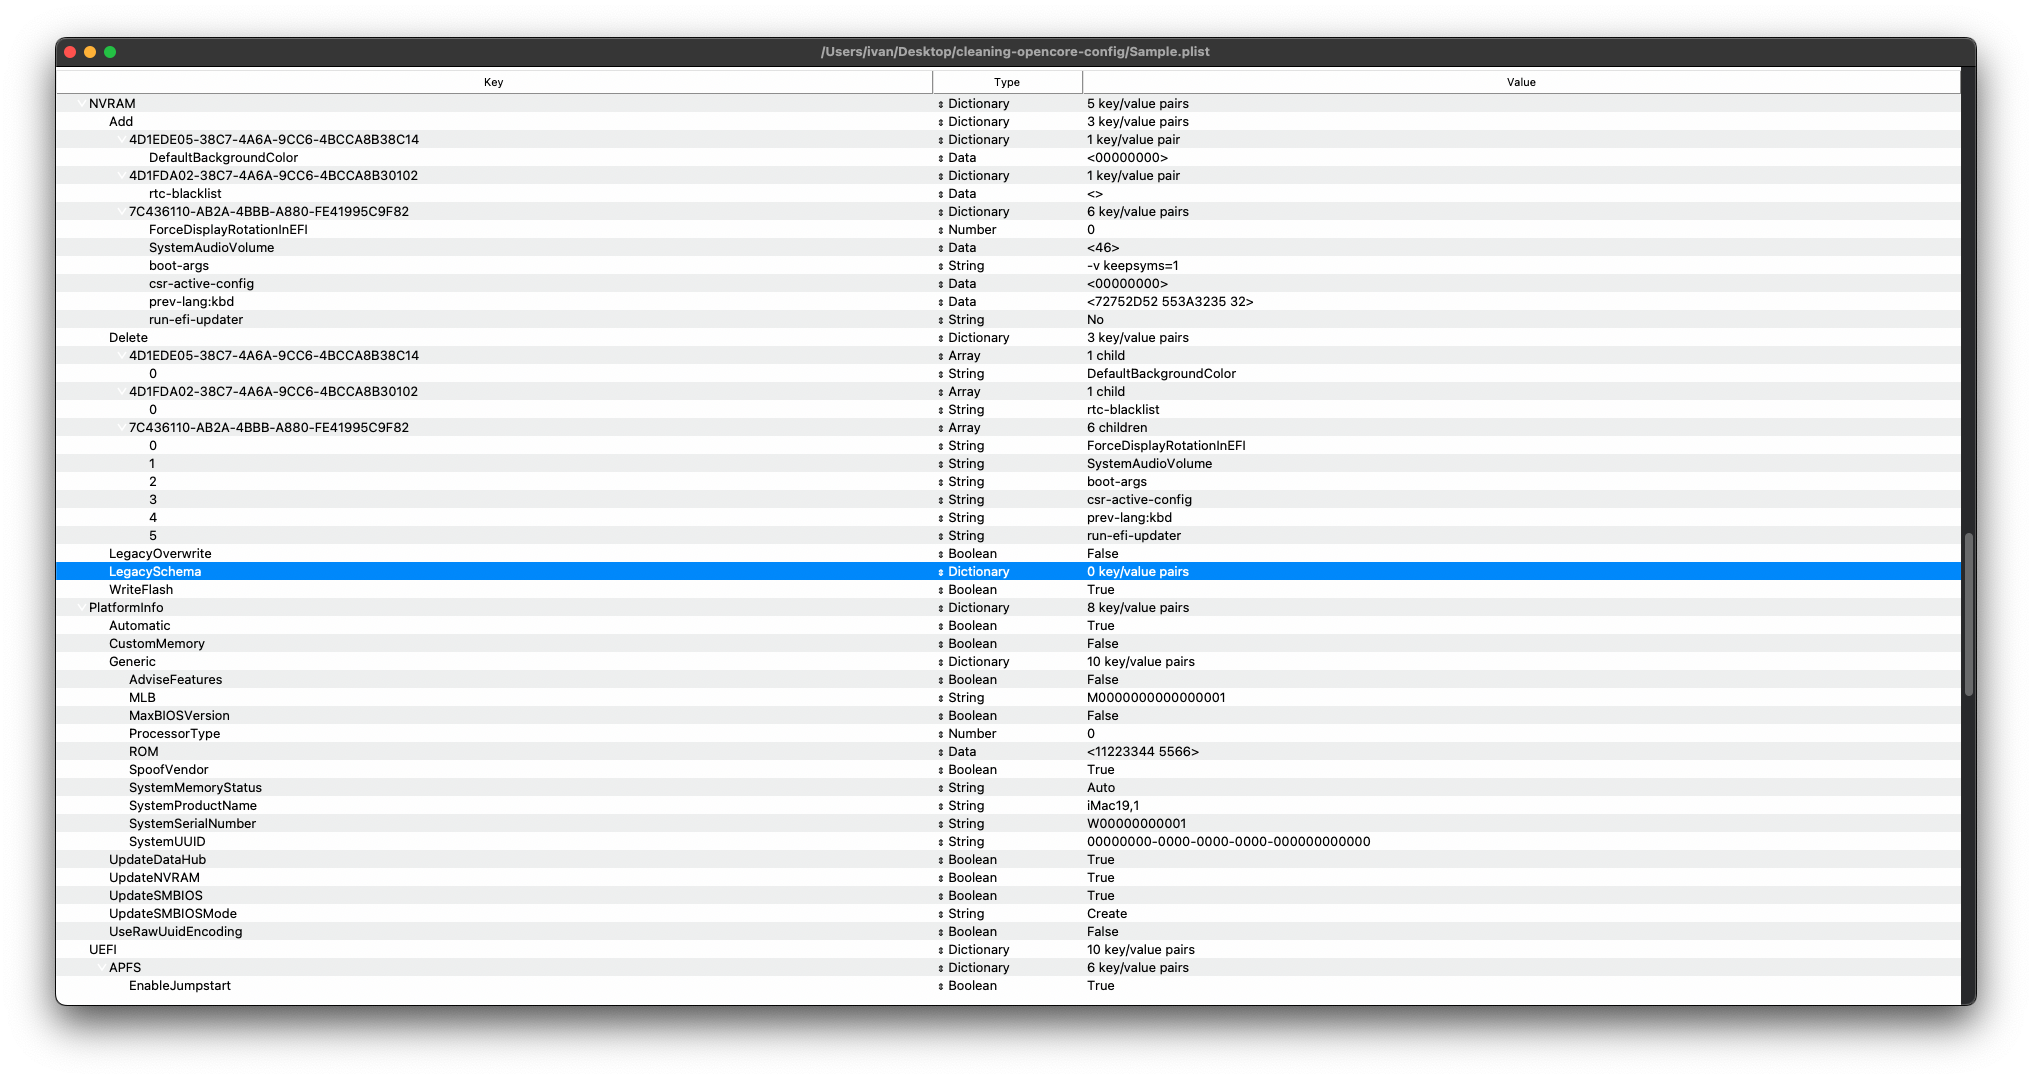 /Users/ivan/Desktop/cleaning-opencore-config/Sample.plist
Key Type Value
NVRAM Dictionary 5 key/value pairs
Add Dictionary 3 key/value pairs
4D1EDE05-38C7-4A6A-9CC6-4BCCA8B38C14 Dictionary 1 key/value pair
DefaultBackgroundColor Data <00000000>
4D1FDA02-38C7-4A6A-9CC6-4BCCA8B30102 Dictionary 1 key/value pair
rtc-blacklist Data <>
7C436110-AB2A-4BBB-A880-FE41995C9F82 Dictionary 6 key/value pairs
ForceDisplayRotationInEFI Number 0
SystemAudioVolume Data <46>
boot-args String -v keepsyms=1
csr-active-config Data <00000000>
prev-lang:kbd Data <72752D52 553A3235 32>
run-efi-updater String No
Delete Dictionary 3 key/value pairs
4D1EDE05-38C7-4A6A-9CC6-4BCCA8B38C14 Array 1 child
0 String DefaultBackgroundColor
4D1FDA02-38C7-4A6A-9CC6-4BCCA8B30102 Array 1 child
0 String rtc-blacklist
7C436110-AB2A-4BBB-A880-FE41995C9F82 Array 6 children
0 String ForceDisplayRotationInEFI
1 String SystemAudioVolume
2 String boot-args
3 String csr-active-config
4 String prev-lang:kbd
5 String run-efi-updater
LegacyOverwrite Boolean False
LegacySchema Dictionary 0 key/value pairs
WriteFlash Boolean True
PlatformInfo Dictionary 8 key/value pairs
Automatic Boolean True
CustomMemory Boolean False
Generic Dictionary 10 key/value pairs
AdviseFeatures Boolean False
MLB String M0000000000000001
MaxBIOSVersion Boolean False
ProcessorType Number 0
ROM Data <11223344 5566>
SpoofVendor Boolean True
SystemMemoryStatus String Auto
SystemProductName String iMac19,1
SystemSerialNumber String W00000000001
SystemUUID String 00000000-0000-0000-0000-000000000000
UpdateDataHub Boolean True
UpdateNVRAM Boolean True
UpdateSMBIOS Boolean True
UpdateSMBIOSMode String Create
UseRawUuidEncoding Boolean False
UEFI Dictionary 10 key/value pairs
APFS Dictionary 6 key/value pairs
EnableJumpstart Boolean True